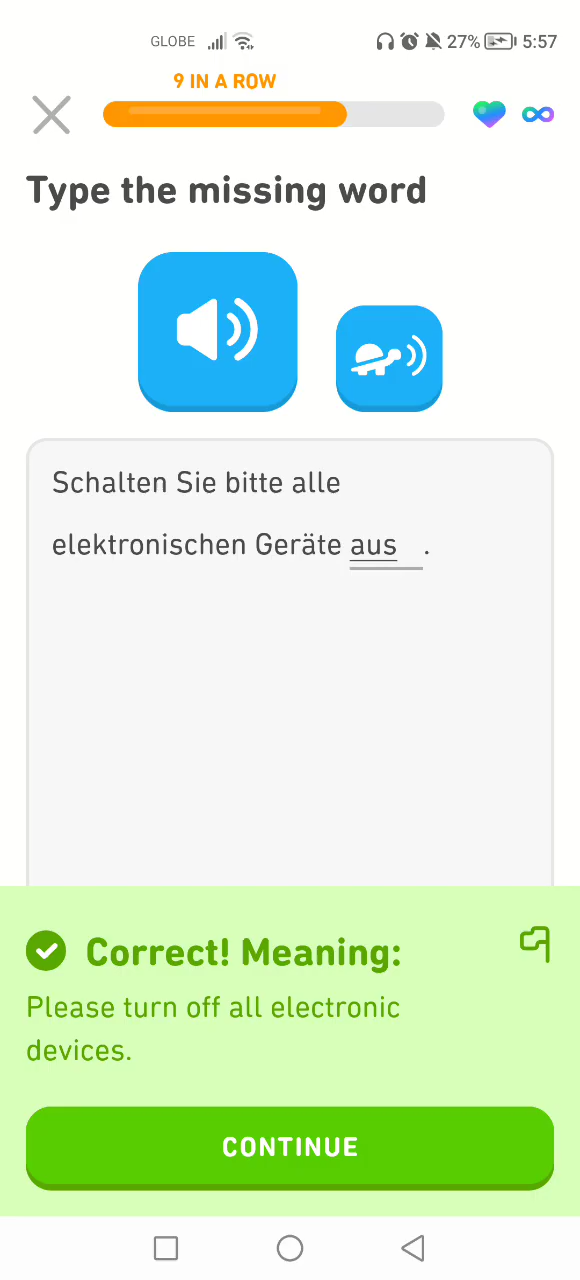 GLOBE 27% 5:57
9 IN A ROW
Type the missing word
Schalten Sie bitte alle
elektronischen Geräte aus .
Correct! Meaning:
Please turn off all electronic
devices.
CONTINUE